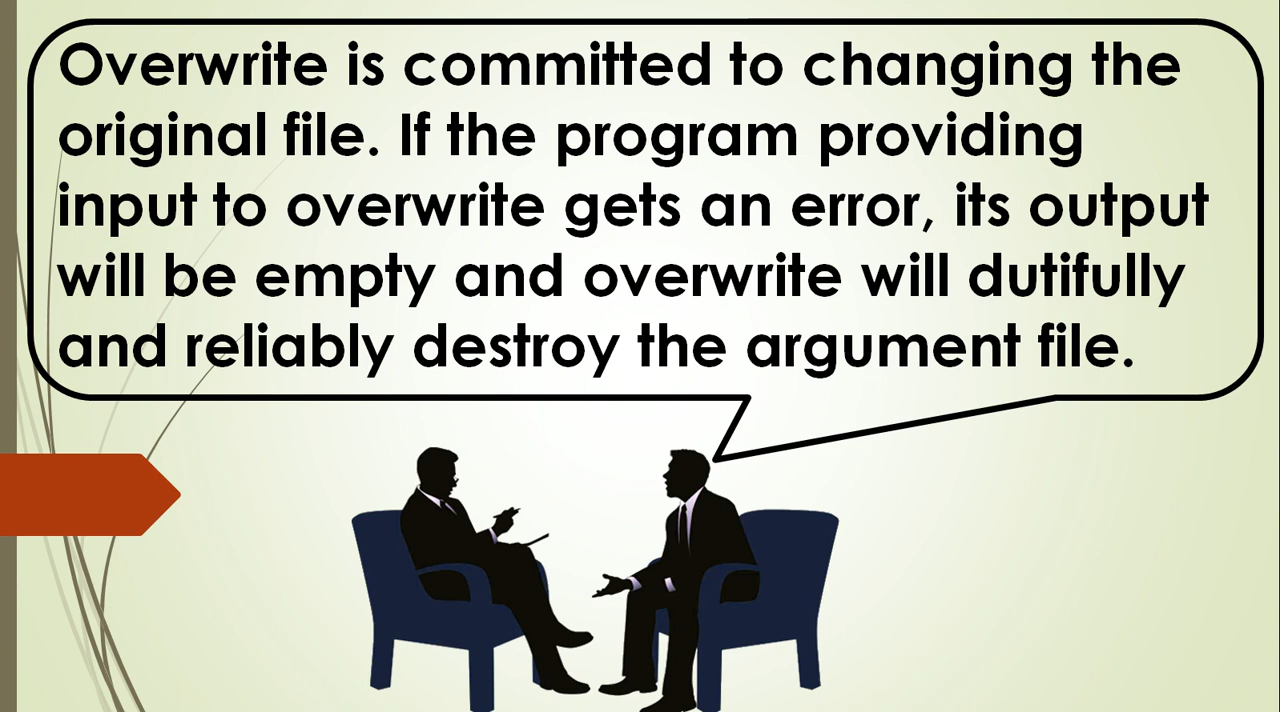 Overwrite is committed to changing the
original file. If the program providing
input to overwrite gets an error, its output
will be empty and overwrite will dutifully
and reliably destroy the argument file.